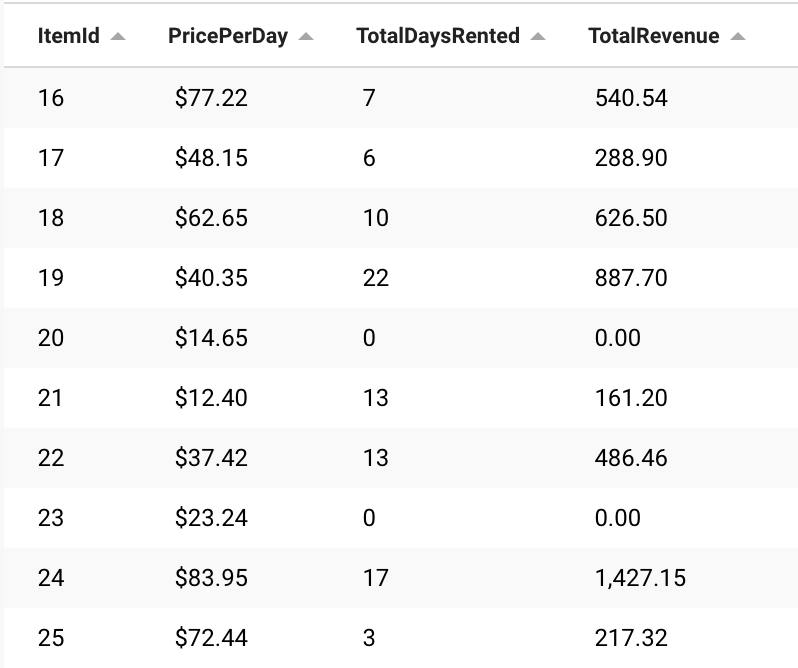 ItemId PricePerDay TotalDaysRented TotalRevenue
16 $77.22 7 540.54
17 $48.15 6 288.90
18 $62.65 10 626.50
19 $40.35 22 887.70
20 $14.65 0 0.00
21 $12.40 13 161.20
22 $37.42 13 486.46
23 $23.24 0 0.00
24 $83.95 17 1,427.15
25 $72.44 3 217.32